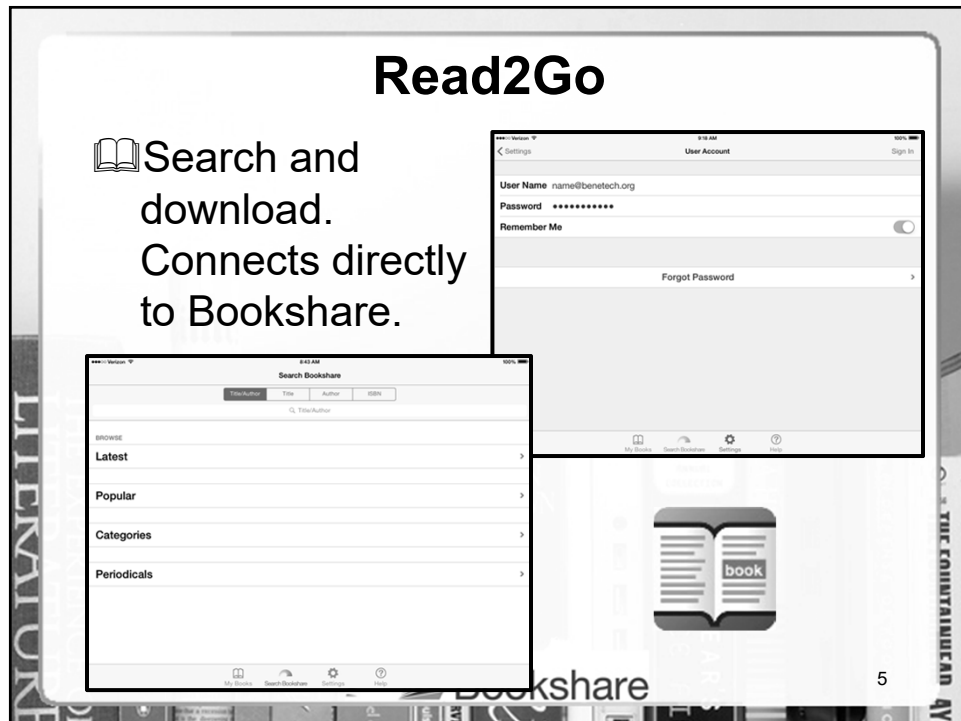 Read2Go
Search and
download.
Connects directly
to Bookshare.
Verizon 9:16 AM 100%
Settings User Account Sign In
User Name name@benetech.org
Password •••••••••••
Remember Me
Forgot Password
My Books Search Bookshare Settings Help
Verizon 8:43 AM 100%
Search Bookshare
Title/Author Title Author ISBN
Title/Author
BROWSE
Latest
Popular
Categories
Periodicals
My Books Search Bookshare Settings Help
book
Bookshare
5
LITERATURE
THE FOUNTAINHEAD